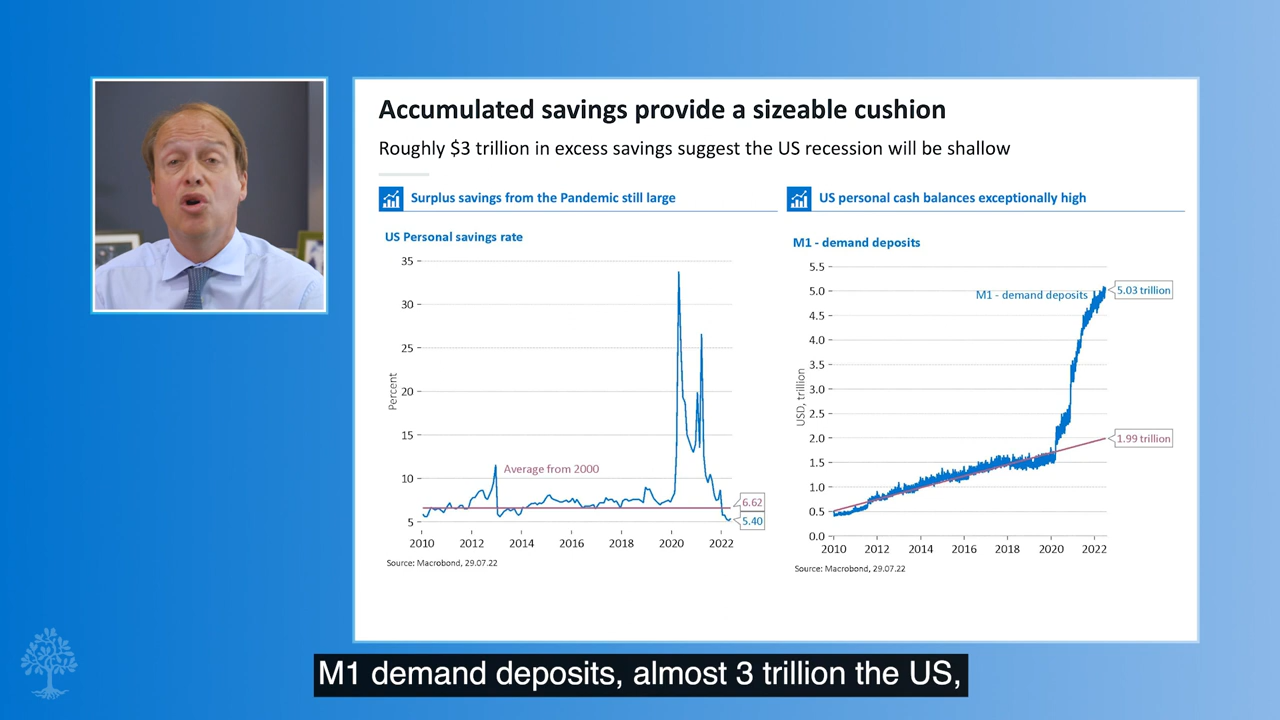 Accumulated savings provide a sizeable cushion
Roughly $3 trillion in excess savings suggest the US recession will be shallow
Surplus savings from the Pandemic still large
US Personal savings rate
35
30
25
20
15
10
5
Percent
Average from 2000
6.62
5.40
2010 2012 2014 2016 2018 2020 2022
Source: Macrobond, 29.07.22
US personal cash balances exceptionally high
M1 - demand deposits
5.5
5.0
4.5
4.0
3.5
3.0
2.5
2.0
1.5
1.0
0.5
0.0
USD, trillion
M1 - demand deposits
5.03 trillion
1.99 trillion
2010 2012 2014 2016 2018 2020 2022
Source: Macrobond, 29.07.22
M1 demand deposits, almost 3 trillion the US,